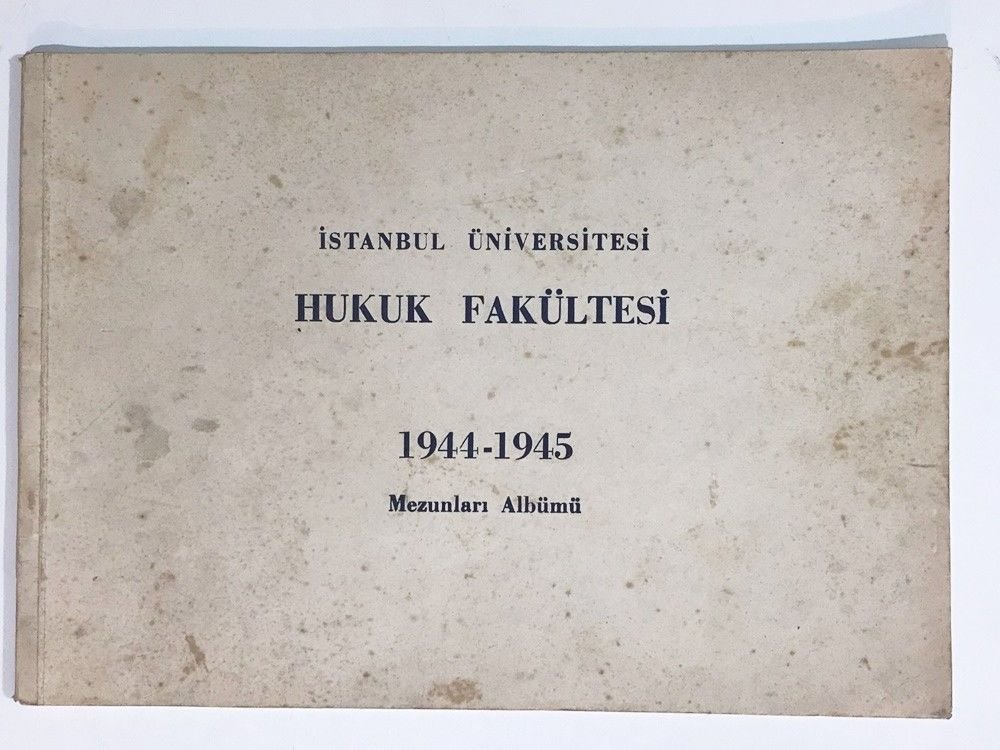 İSTANBUL ÜNİVERSİTESİ
HUKUK FAKÜLTESİ
1944-1945
Mezunları Albümü